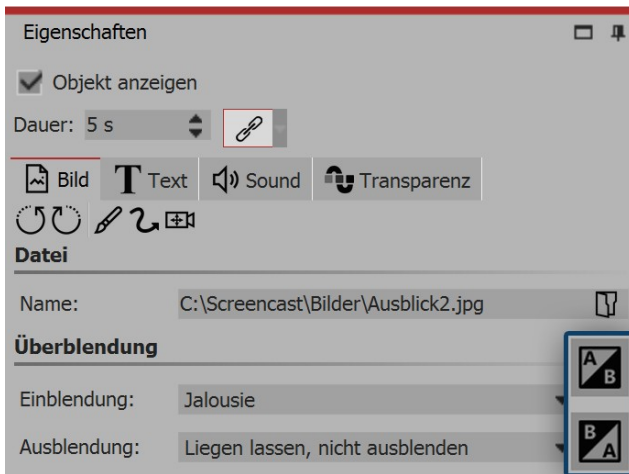 Eigenschaften
Objekt anzeigen
Dauer: 5 s
Bild Text Sound Transparenz
Datei
Name: C:\Screencast\Bilder\Ausblick2.jpg
Überblendung
A B
Einblendung: Jalousie
Ausblendung: Liegen lassen, nicht ausblenden
B A